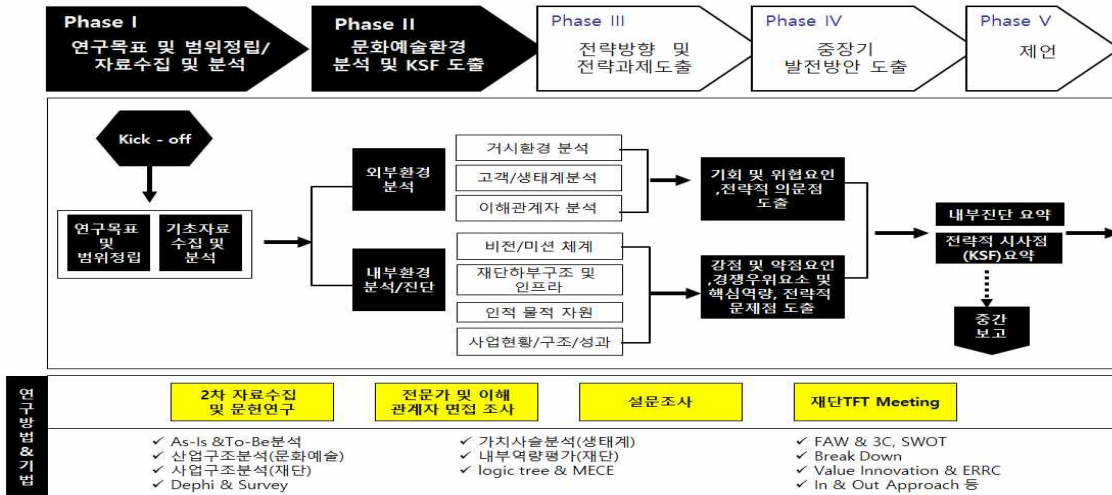 Phase I
연구목표 및 범위정립/
자료수집 및 분석
Phase II
문화예술환경
분석 및 KSF 도출
Phase III
전략방향 및
전략과제도출
Phase IV
중장기
발전방안 도출
Phase V
제언
Kick - off
연구목표
및
범위정립
기초자료
수집 및
분석
외부환경
분석
거시환경 분석
고객/생태계분석
이해관계자 분석
기회 및 위협요인
,전략적 의문점
도출
내부환경
분석/진단
비전/미션 체계
재단하부구조 및
인프라
인적 물적 자원
사업현황/구조/성과
강점 및 약점요인
,경쟁우위요소 및
핵심역량, 전략적
문제점 도출
내부진단 요약
전략적 시사점
(KSF)요약
중간
보고
연구방법&기법
2차 자료수집
및 문헌연구
전문가 및 이해
관계자 면접 조사
설문조사
재단TFT Meeting
✓ As-Is &To-Be분석
✓ 산업구조분석(문화예술)
✓ 사업구조분석(재단)
✓ Dephi & Survey
✓ 가치사슬분석(생태계)
✓ 내부역량평가(재단)
✓ logic tree & MECE
✓ FAW & 3C, SWOT
✓ Break Down
✓ Value Innovation & ERRC
✓ In & Out Approach 등